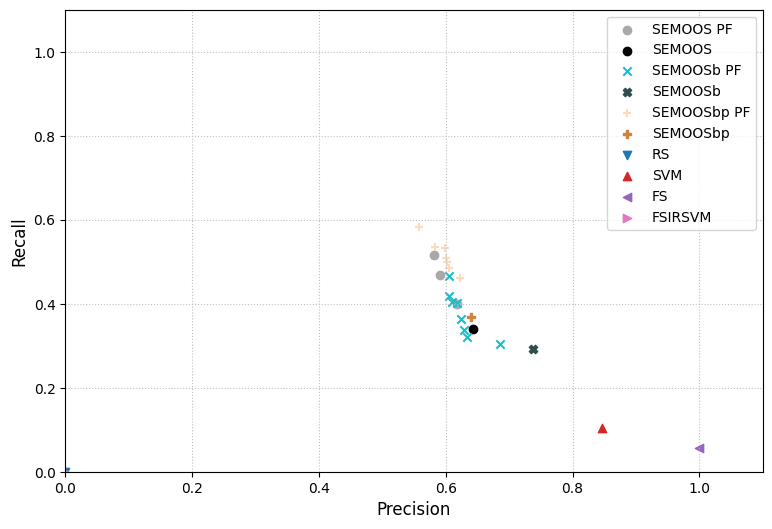 SEMOOS PF
SEMOOS
SEMOOSb PF
SEMOOSb
SEMOOSbp PF
SEMOOSbp
RS
SVM
FS
FSIRSVM
1.0
0.8
0.6
0.4
0.2
0.0
Recall
0.0 0.2 0.4 0.6 0.8 1.0
Precision